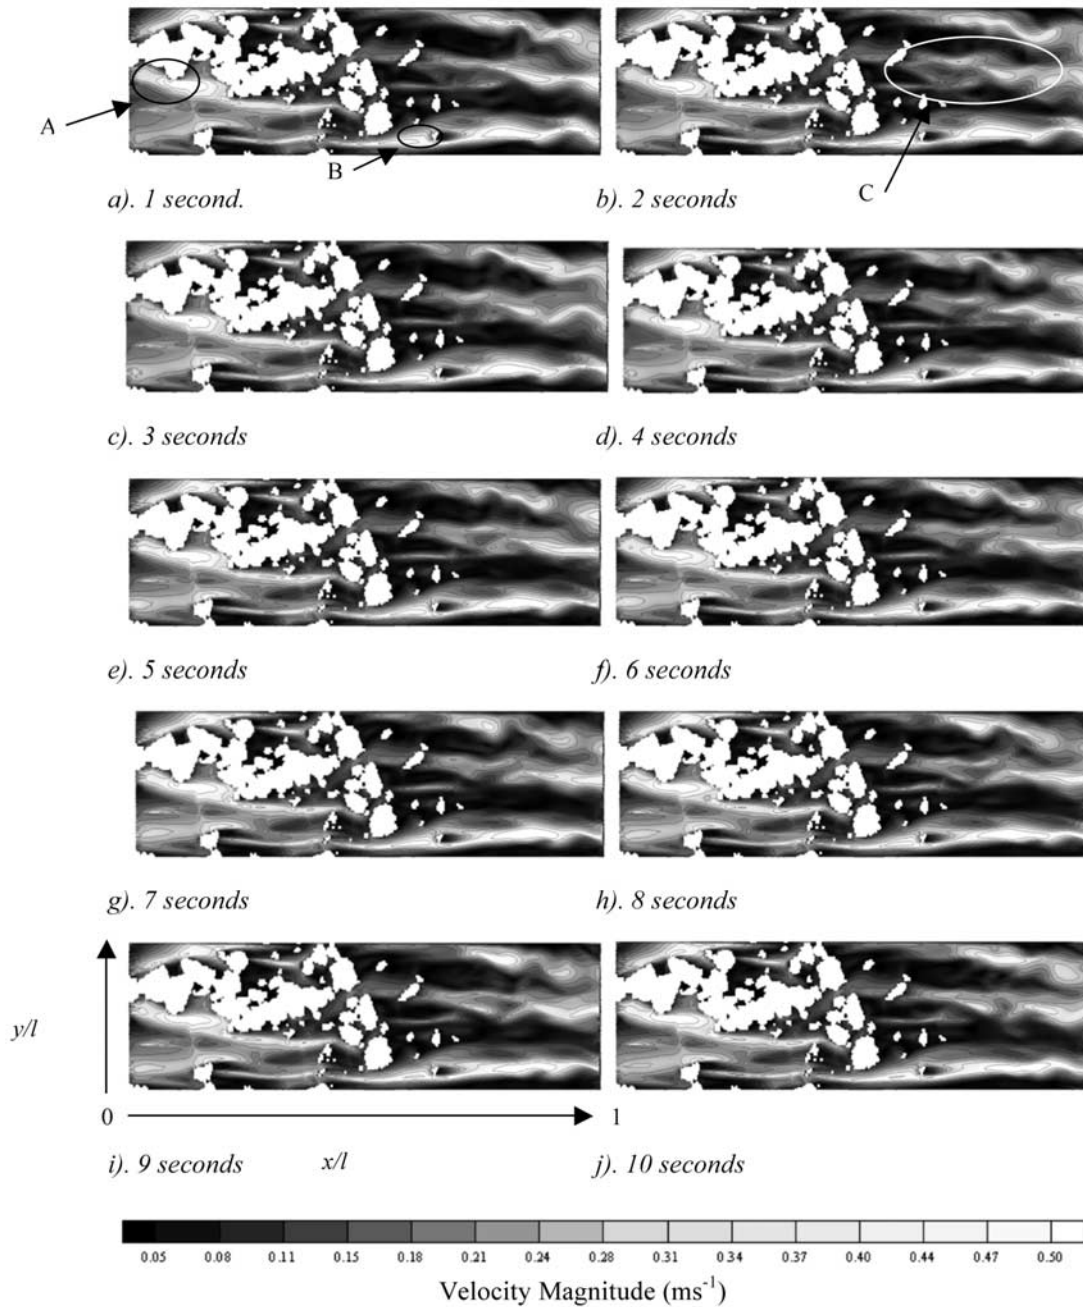 A
B
C
a). 1 second.
b). 2 seconds
c). 3 seconds
d). 4 seconds
e). 5 seconds
f). 6 seconds
g). 7 seconds
h). 8 seconds
y/l
0
1
i). 9 seconds
x/l
j). 10 seconds
0.05 0.08 0.11 0.15 0.18 0.21 0.24 0.28 0.31 0.34 0.37 0.40 0.44 0.47 0.50
Velocity Magnitude (ms⁻¹)